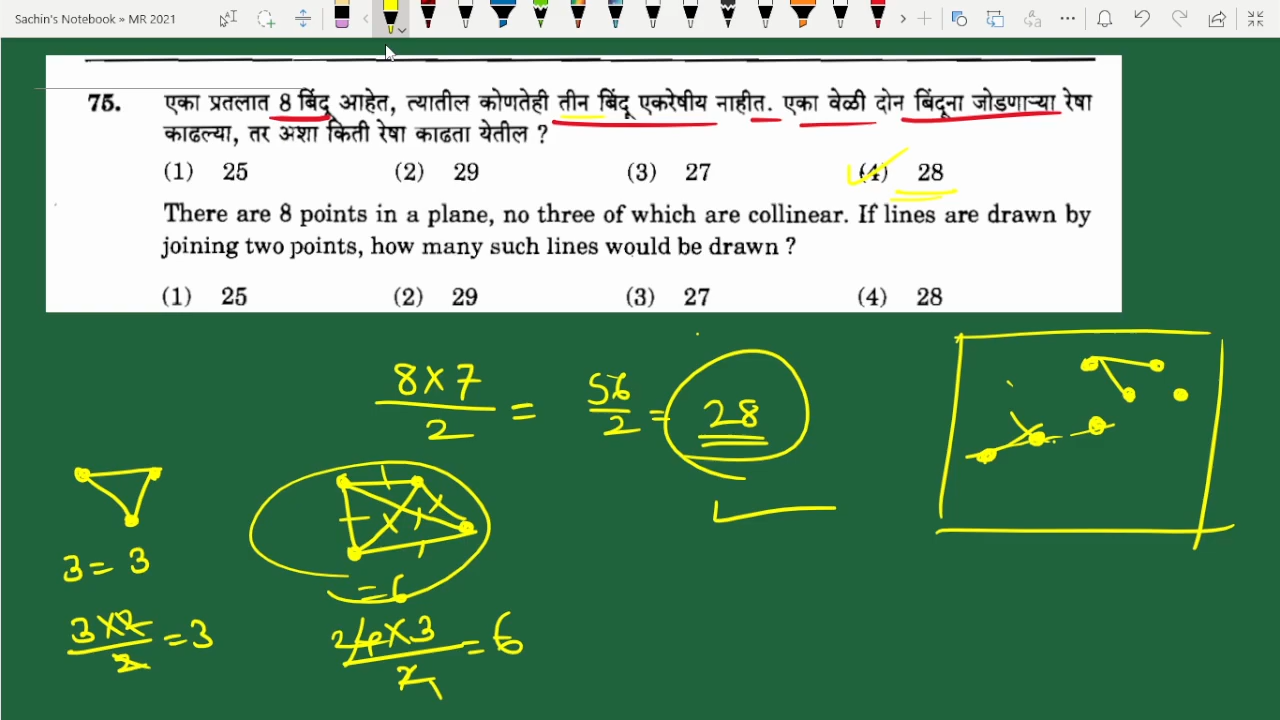 Sachin's Notebook » MR 2021
75. एका प्रतलात 8 बिंदू आहेत, त्यातील कोणतेही तीन बिंदू एकरेषीय नाहीत. एका वेळी दोन बिंदूना जोडणाऱ्या रेषा
काढल्या, तर अशा किती रेषा काढता येतील ?
(1) 25 (2) 29 (3) 27 (4) 28
There are 8 points in a plane, no three of which are collinear. If lines are drawn by
joining two points, how many such lines would be drawn ?
(1) 25 (2) 29 (3) 27 (4) 28
8 × 7 / 2 = 56 / 2 = 28
3 = 3
= 6
3 × 2 / 2 = 3
4 × 3 / 2 = 6